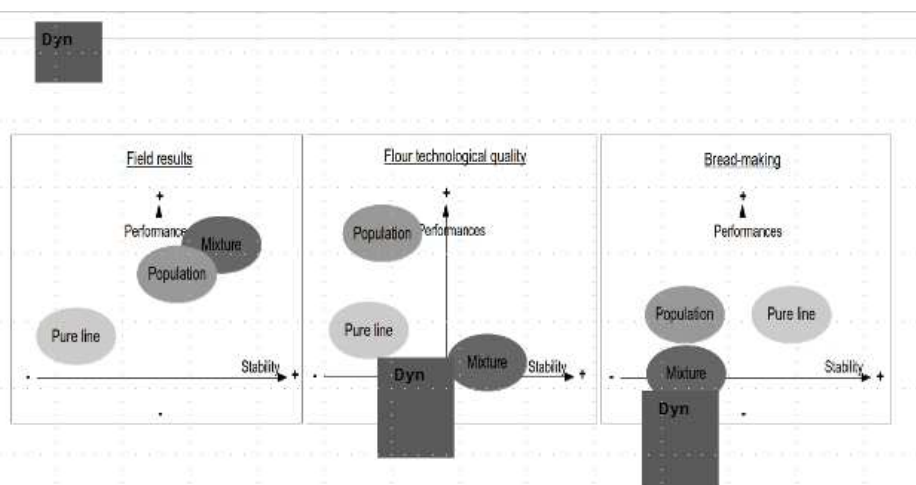 Dyn
Field results
+
Performance
Mixture
Population
Pure line
Stability
-
+
-
Flour technological quality
+
Population
Performances
Pure line
Mixture
Stability
-
+
Dyn
Bread-making
+
Performances
Population
Pure line
Mixture
Stability
-
+
Dyn
-